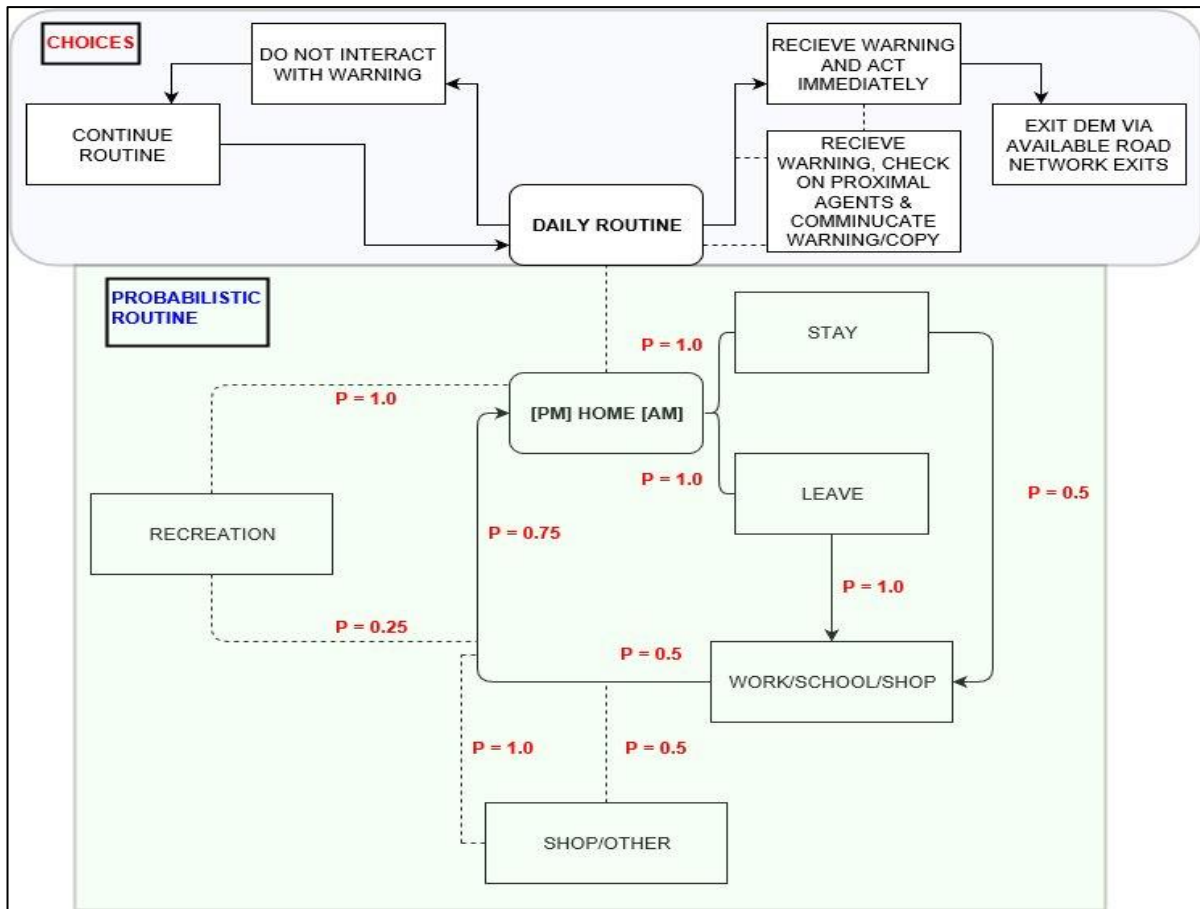 CHOICES
DO NOT INTERACT
WITH WARNING
RECIEVE WARNING
AND ACT
IMMEDIATELY
CONTINUE
ROUTINE
EXIT DEM VIA
AVAILABLE ROAD
NETWORK EXITS
RECIEVE
WARNING, CHECK
ON PROXIMAL
AGENTS &
COMMINUCATE
WARNING/COPY
DAILY ROUTINE
PROBABILISTIC
ROUTINE
STAY
P = 1.0
P = 1.0
[PM] HOME [AM]
P = 1.0
LEAVE
P = 0.5
RECREATION
P = 0.75
P = 1.0
P = 0.25
P = 0.5
WORK/SCHOOL/SHOP
P = 1.0
P = 0.5
SHOP/OTHER